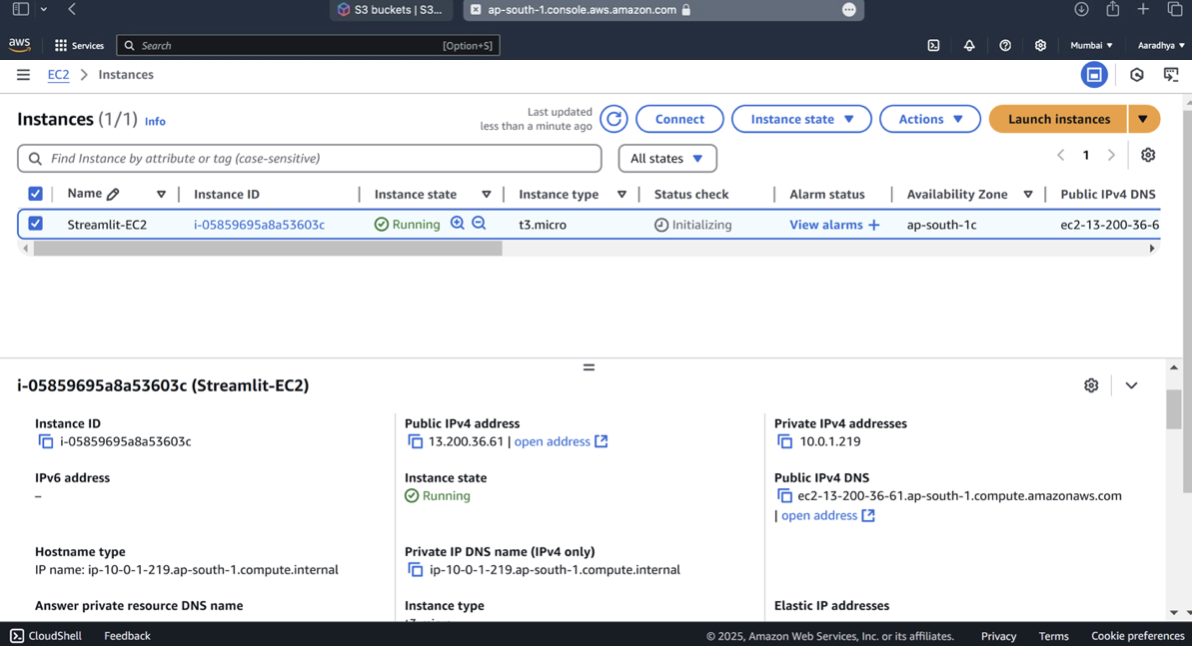 S3 buckets | S3...
ap-south-1.console.aws.amazon.com
aws
Services
Search
[Option+S]
Mumbai
Aaradhya
EC2
Instances
Instances (1/1) Info
Last updated
less than a minute ago
Connect
Instance state
Actions
Launch instances
Find Instance by attribute or tag (case-sensitive)
All states
1
Name
Instance ID
Instance state
Instance type
Status check
Alarm status
Availability Zone
Public IPv4 DNS
Streamlit-EC2
i-05859695a8a53603c
Running
t3.micro
Initializing
View alarms +
ap-south-1c
ec2-13-200-36-6
i-05859695a8a53603c (Streamlit-EC2)
Instance ID
i-05859695a8a53603c
Public IPv4 address
13.200.36.61 | open address
Private IPv4 addresses
10.0.1.219
IPv6 address
–
Instance state
Running
Public IPv4 DNS
ec2-13-200-36-61.ap-south-1.compute.amazonaws.com
| open address
Hostname type
IP name: ip-10-0-1-219.ap-south-1.compute.internal
Private IP DNS name (IPv4 only)
ip-10-0-1-219.ap-south-1.compute.internal
Answer private resource DNS name
Instance type
Elastic IP addresses
CloudShell
Feedback
© 2025, Amazon Web Services, Inc. or its affiliates.
Privacy
Terms
Cookie preferences